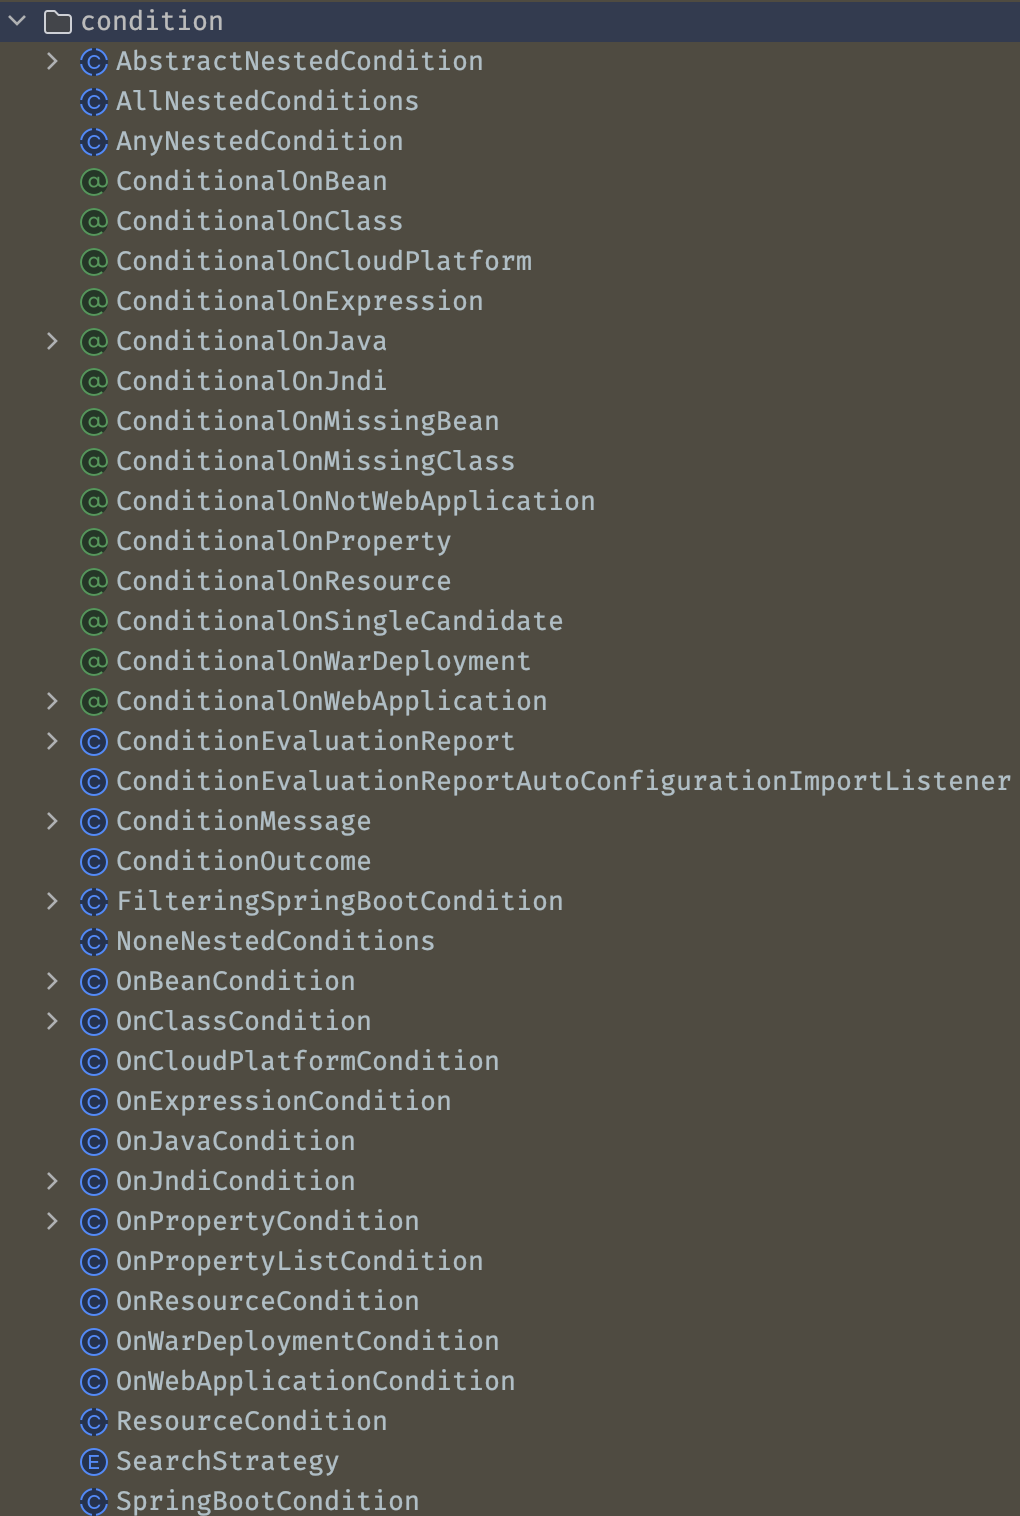 condition
AbstractNestedCondition
AllNestedConditions
AnyNestedCondition
ConditionalOnBean
ConditionalOnClass
ConditionalOnCloudPlatform
ConditionalOnExpression
ConditionalOnJava
ConditionalOnJndi
ConditionalOnMissingBean
ConditionalOnMissingClass
ConditionalOnNotWebApplication
ConditionalOnProperty
ConditionalOnResource
ConditionalOnSingleCandidate
ConditionalOnWarDeployment
ConditionalOnWebApplication
ConditionEvaluationReport
ConditionEvaluationReportAutoConfigurationImportListener
ConditionMessage
ConditionOutcome
FilteringSpringBootCondition
NoneNestedConditions
OnBeanCondition
OnClassCondition
OnCloudPlatformCondition
OnExpressionCondition
OnJavaCondition
OnJndiCondition
OnPropertyCondition
OnPropertyListCondition
OnResourceCondition
OnWarDeploymentCondition
OnWebApplicationCondition
ResourceCondition
SearchStrategy
SpringBootCondition